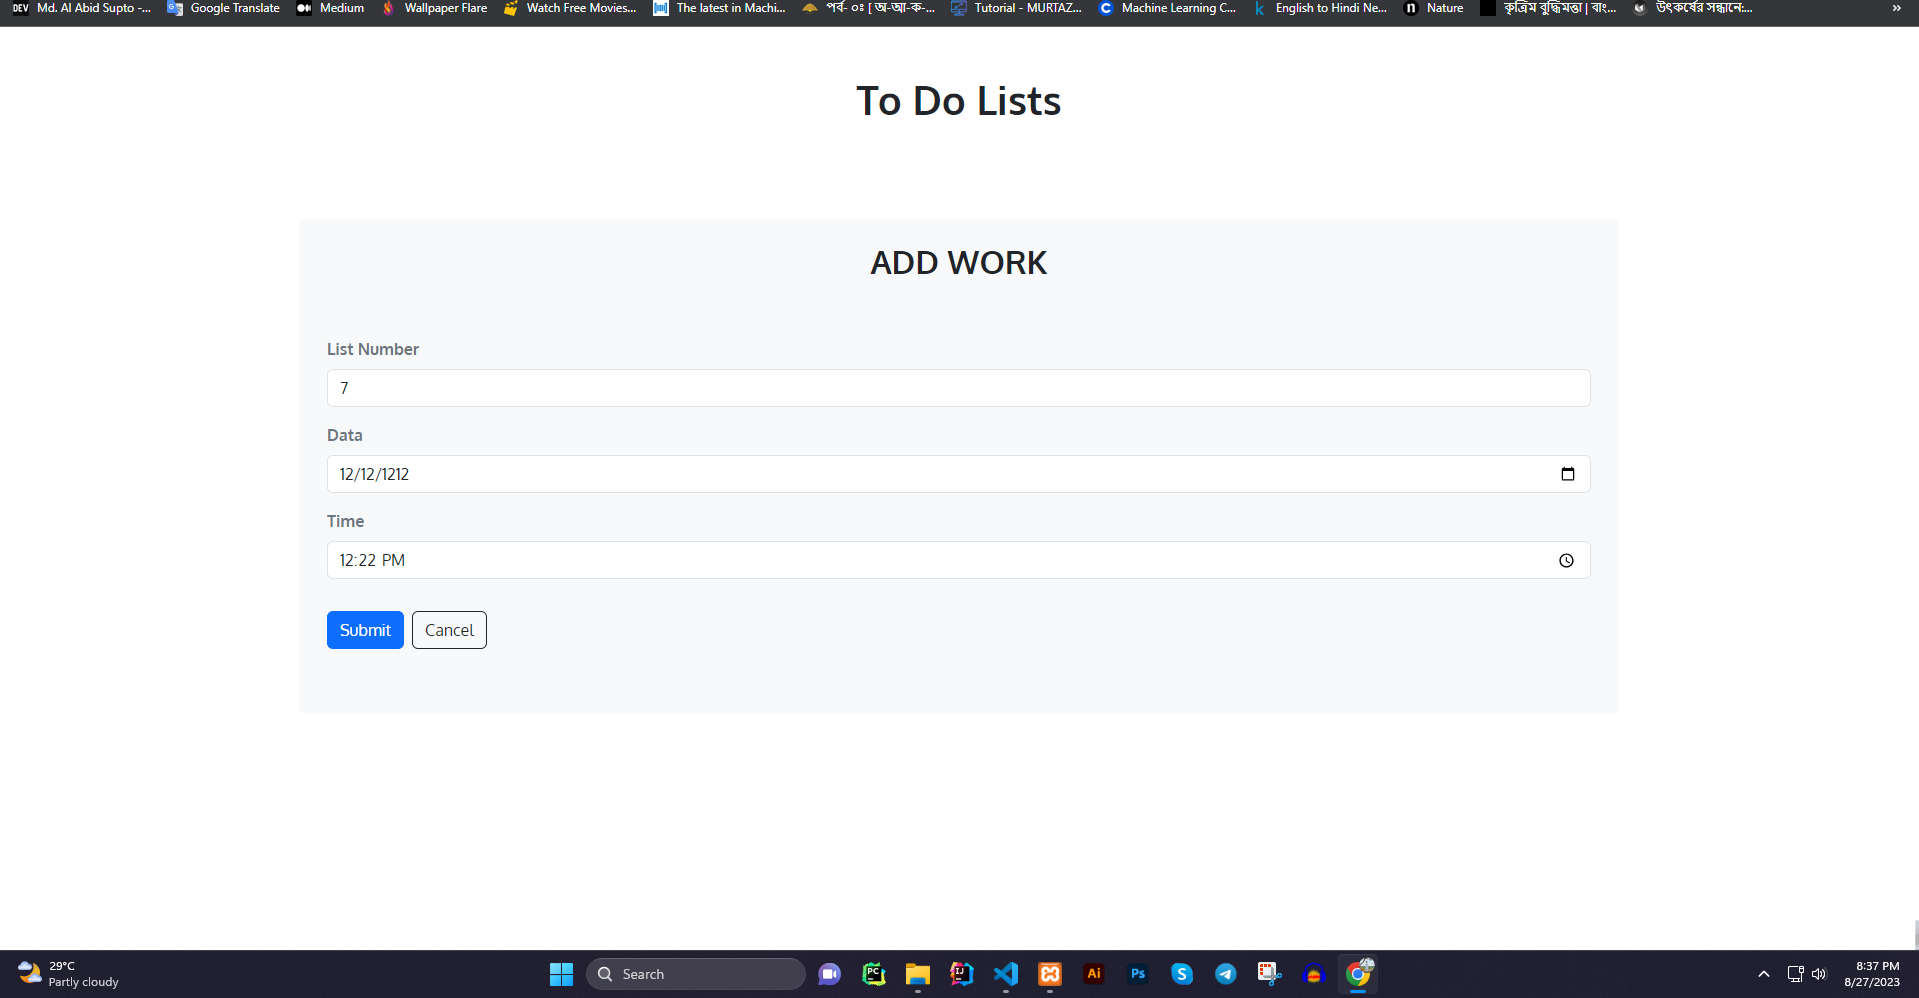 DEV Md. Al Abid Supto -... Google Translate Medium Wallpaper Flare Watch Free Movies... The latest in Machi... পর্ব- ০ঃ [ অ-আ-ক-... Tutorial - MURTAZ... C Machine Learning C... k English to Hindi Ne... n Nature কৃত্রিম বুদ্ধিমত্তা | বাং... উৎকর্ষের সন্ধানে:... »
To Do Lists
ADD WORK
List Number
7
Data
12/12/1212
Time
12:22 PM
Submit Cancel
29°C
Partly cloudy
Search
PC
IJ
Ai
Ps
S
8:37 PM
8/27/2023